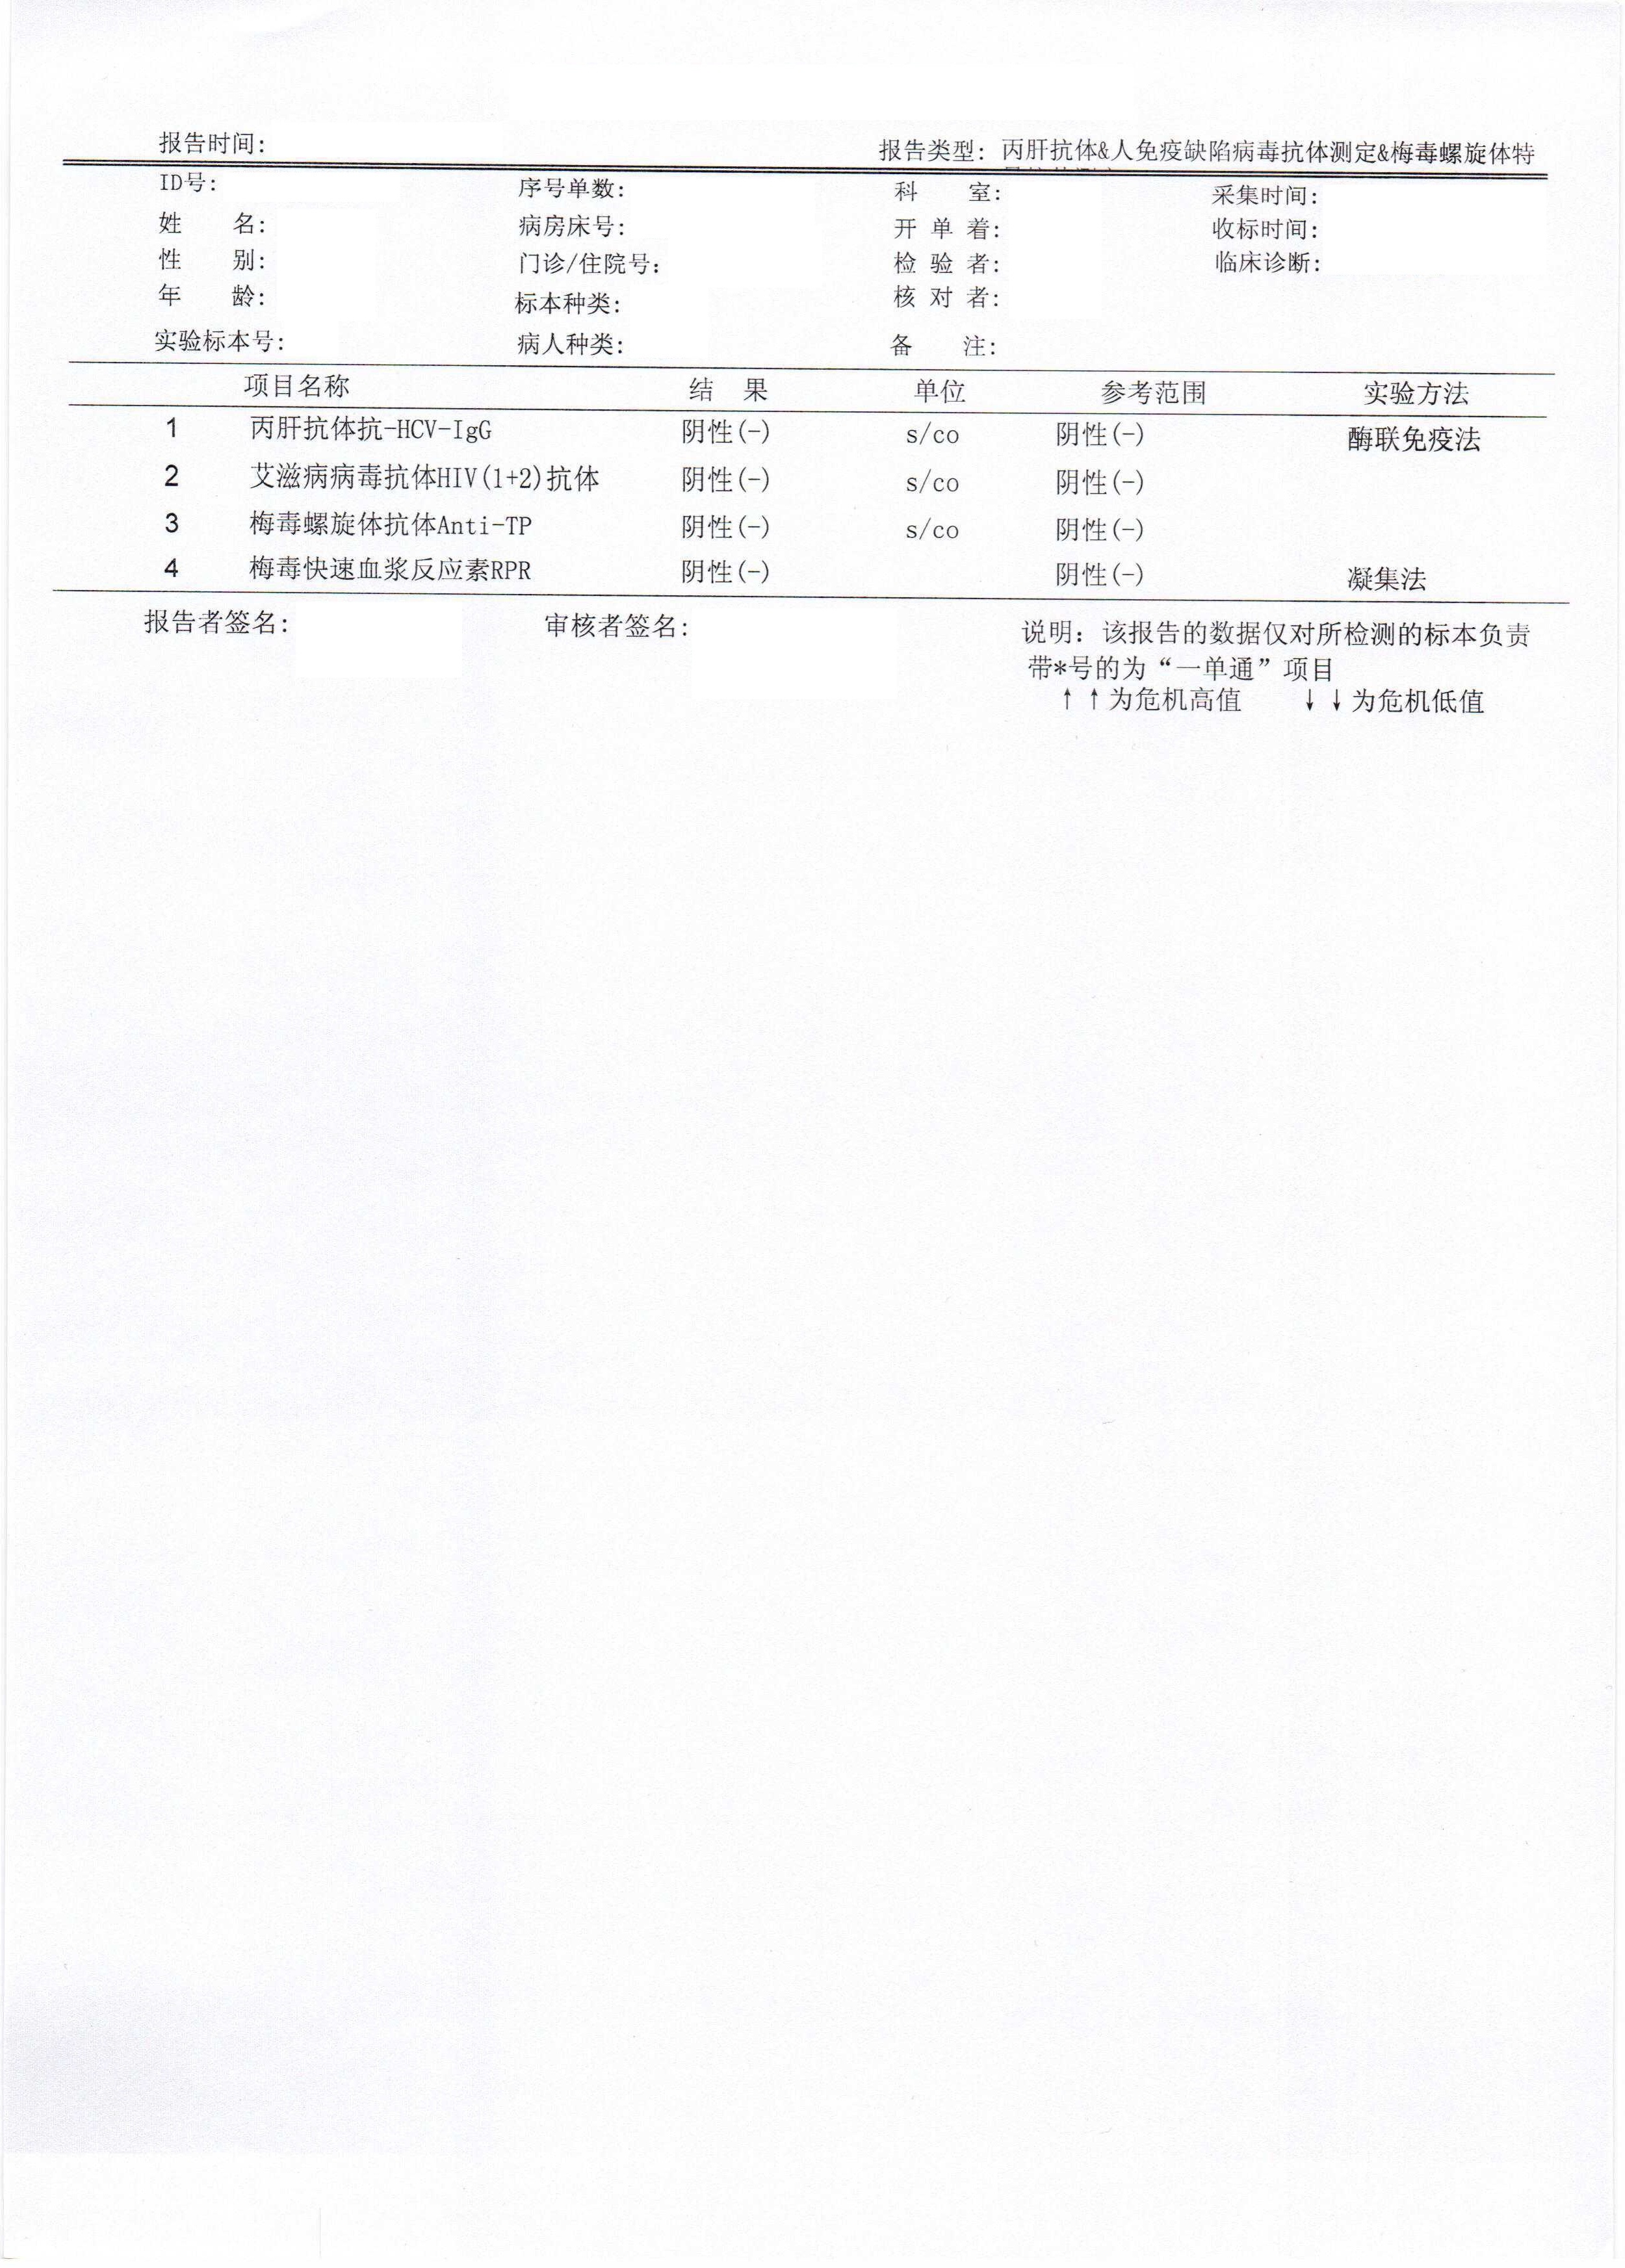 报告时间:
报告类型: 丙肝抗体&人免疫缺陷病毒抗体测定&梅毒螺旋体特
ID号: 序号单数: 科 室: 采集时间:
姓 名: 病房床号: 开 单 着: 收标时间:
性 别: 门诊/住院号: 检 验 者: 临床诊断:
年 龄: 标本种类: 核 对 者:
实验标本号: 病人种类: 备 注:
项目名称 结 果 单位 参考范围 实验方法
1 丙肝抗体抗-HCV-IgG 阴性(-) s/co 阴性(-) 酶联免疫法
2 艾滋病病毒抗体HIV(1+2)抗体 阴性(-) s/co 阴性(-)
3 梅毒螺旋体抗体Anti-TP 阴性(-) s/co 阴性(-)
4 梅毒快速血浆反应素RPR 阴性(-) 阴性(-) 凝集法
报告者签名: 审核者签名: 说明: 该报告的数据仅对所检测的标本负责
带*号的为“一单通”项目
↑↑为危机高值 ↓↓为危机低值